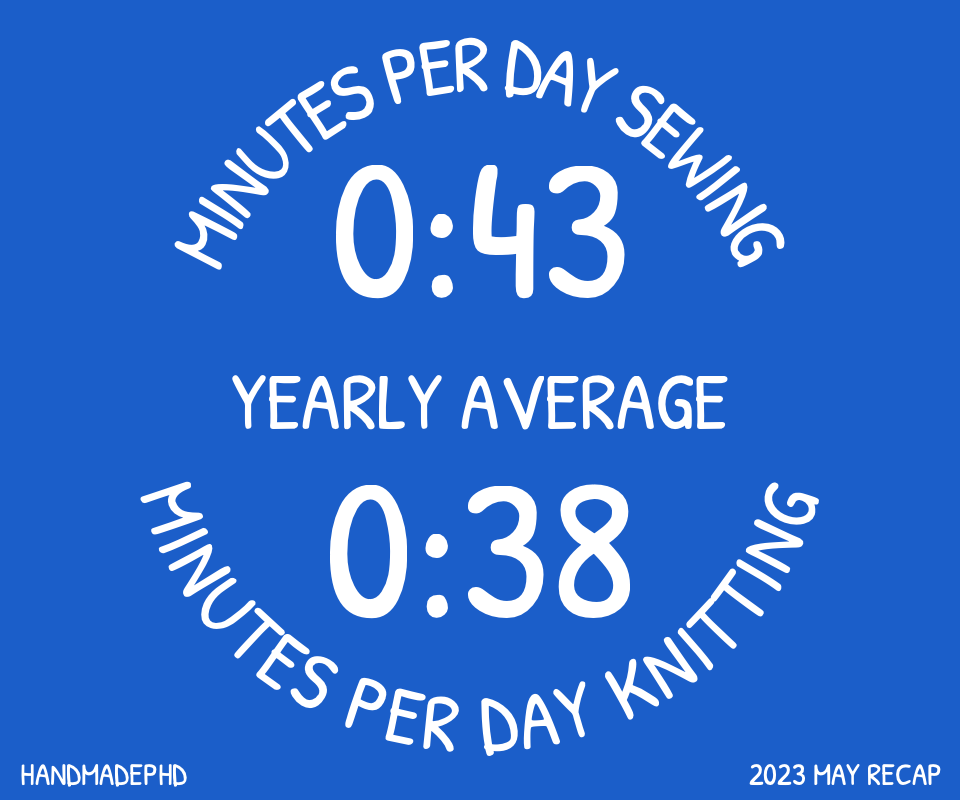 MINUTES PER DAY SEWING
0:43
YEARLY AVERAGE
0:38
MINUTES PER DAY KNITTING
HANDMADEPHD
2023 MAY RECAP